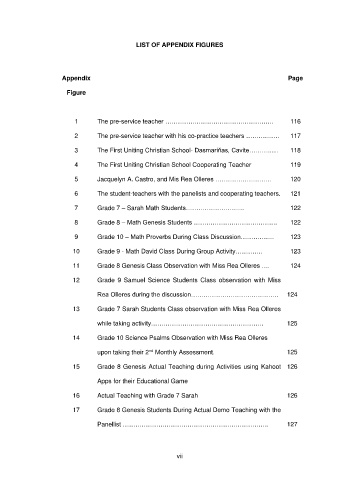 LIST OF APPENDIX FIGURES
Appendix Page
Figure
1 The pre-service teacher ……………………………………………… 116
2 The pre-service teacher with his co-practice teachers ……………. 117
3 The First Uniting Christian School- Dasmariñas, Cavite………….. 118
4 The First Uniting Christian School Cooperating Teacher 119
5 Jacquelyn A. Castro, and Mis Rea Olleres ……………………… 120
6 The student-teachers with the panelists and cooperating teachers. 121
7 Grade 7 – Sarah Math Students………………………. 122
8 Grade 8 – Math Genesis Students …………………………………… 122
9 Grade 10 – Math Proverbs During Class Discussion……………. 123
10 Grade 9 - Math David Class During Group Activity…………. 123
11 Grade 8 Genesis Class Observation with Miss Rea Olleres …. 124
12 Grade 9 Samuel Science Students Class observation with Miss
Rea Olleres during the discussion…………………………………… 124
13 Grade 7 Sarah Students Class observation with Miss Rea Olleres
while taking activity……………………………………………… 125
14 Grade 10 Science Psalms Observation with Miss Rea Olleres
upon taking their 2nd Monthly Assessment. 125
15 Grade 8 Genesis Actual Teaching during Activities using Kahoot 126
Apps for their Educational Game
16 Actual Teaching with Grade 7 Sarah 126
17 Grade 8 Genesis Students During Actual Demo Teaching with the
Panellist……………………………………………………………… 127
vii